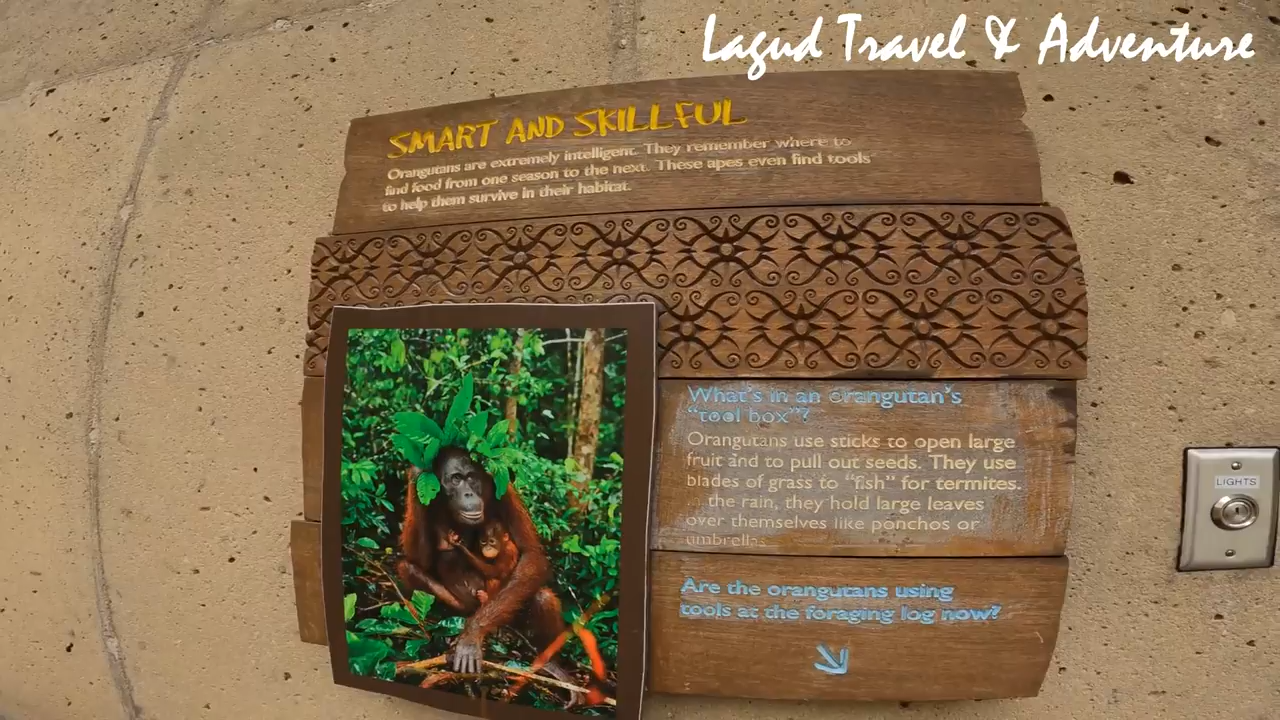 Lagud Travel & Adventure
SMART AND SKILLFUL
Orangutans are extremely intelligent. They remember where to
find food from one season to the next. These apes even find tools
to help them survive in their habitat.
What's in an orangutan's
"tool box"?
Orangutans use sticks to open large
fruit and to pull out seeds. They use
blades of grass to "fish" for termites.
the rain, they hold large leaves
over themselves like ponchos or
umbrellas
Are the orangutans using
tools at the foraging log now?
LIGHTS